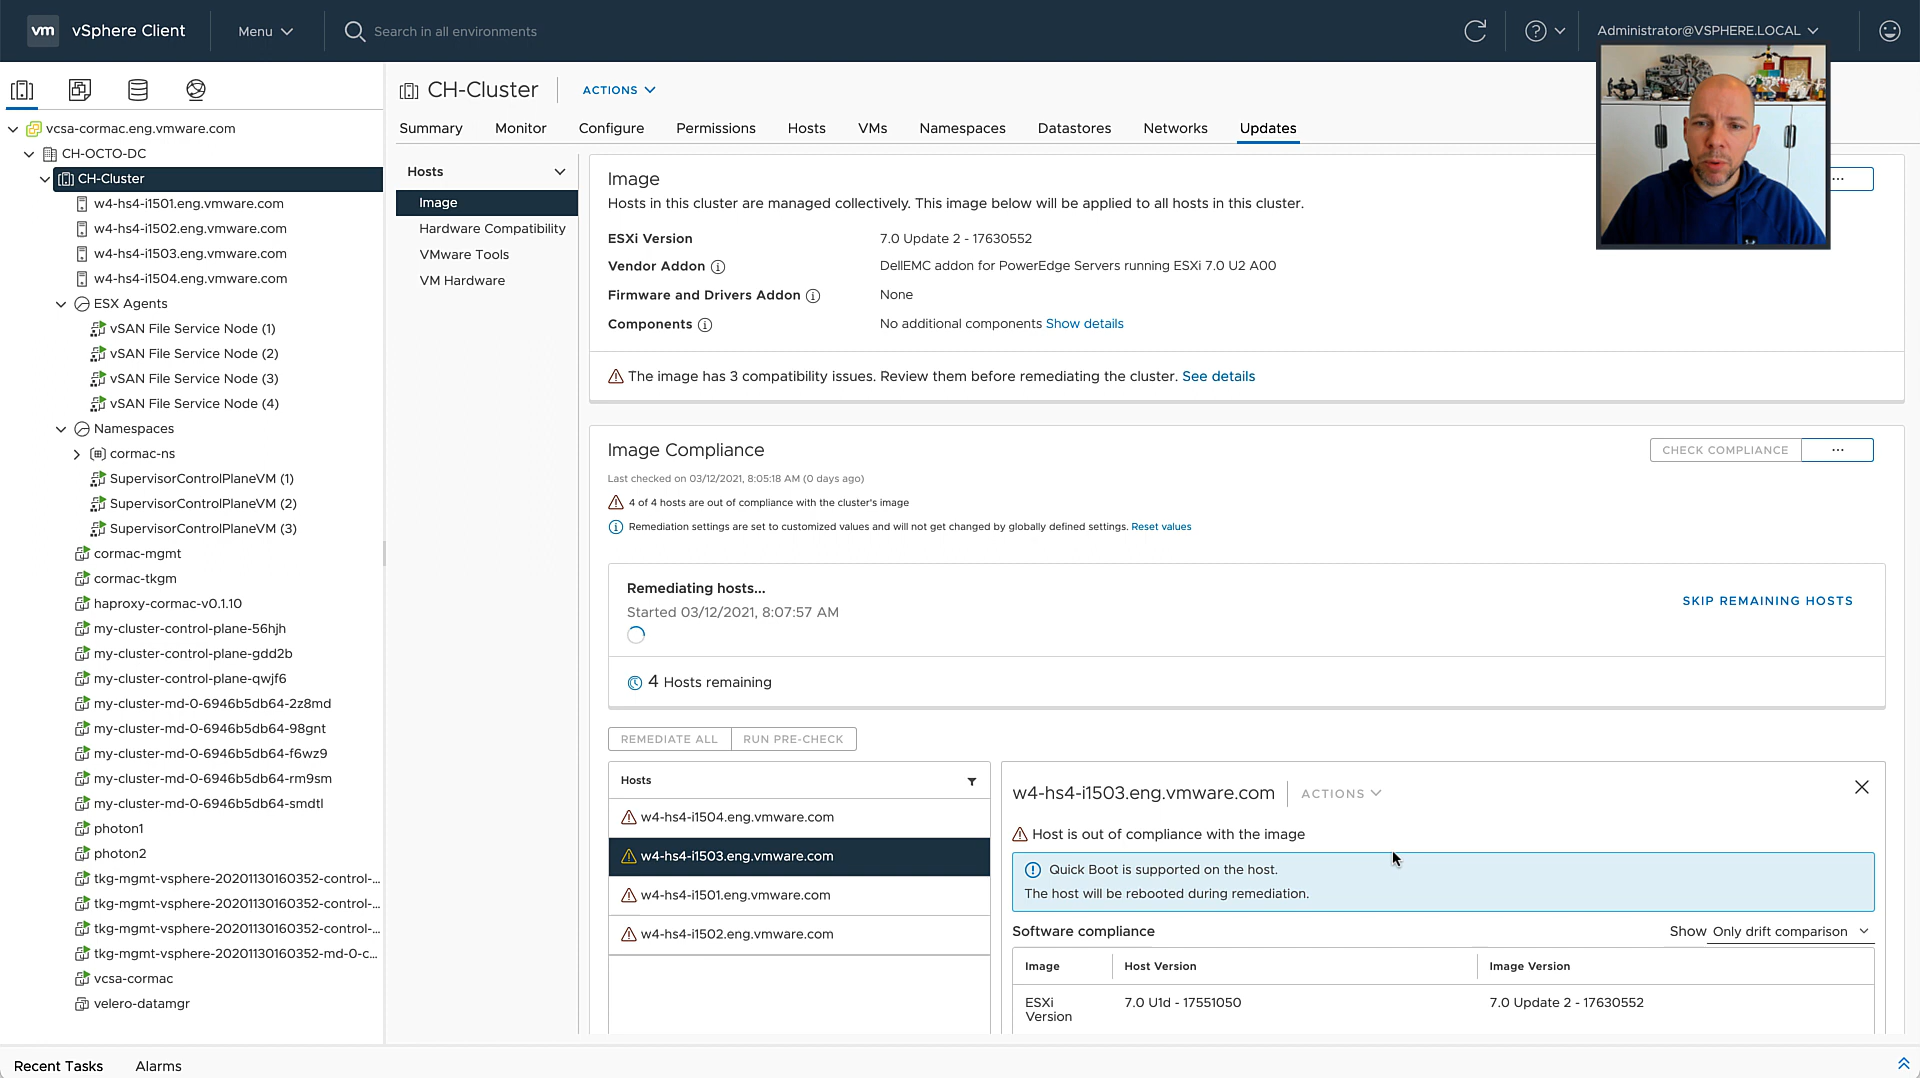 vm vSphere Client
Menu
Search in all environments
Administrator@VSPHERE.LOCAL
vcsa-cormac.eng.vmware.com
CH-OCTO-DC
CH-Cluster
w4-hs4-i1501.eng.vmware.com
w4-hs4-i1502.eng.vmware.com
w4-hs4-i1503.eng.vmware.com
w4-hs4-i1504.eng.vmware.com
ESX Agents
vSAN File Service Node (1)
vSAN File Service Node (2)
vSAN File Service Node (3)
vSAN File Service Node (4)
Namespaces
cormac-ns
SupervisorControlPlaneVM (1)
SupervisorControlPlaneVM (2)
SupervisorControlPlaneVM (3)
cormac-mgmt
cormac-tkgm
haproxy-cormac-v0.1.10
my-cluster-control-plane-56hjh
my-cluster-control-plane-gdd2b
my-cluster-control-plane-qwjf6
my-cluster-md-0-6946b5db64-2z8md
my-cluster-md-0-6946b5db64-98gnt
my-cluster-md-0-6946b5db64-f6wz9
my-cluster-md-0-6946b5db64-rm9sm
my-cluster-md-0-6946b5db64-smdtl
photon1
photon2
tkg-mgmt-vsphere-20201130160352-control-...
tkg-mgmt-vsphere-20201130160352-control-...
tkg-mgmt-vsphere-20201130160352-control-...
tkg-mgmt-vsphere-20201130160352-md-0-c...
vcsa-cormac
velero-datamgr
CH-Cluster
ACTIONS
Summary Monitor Configure Permissions Hosts VMs Namespaces Datastores Networks Updates
Hosts
Image
Hardware Compatibility
VMware Tools
VM Hardware
Image
...
Hosts in this cluster are managed collectively. This image below will be applied to all hosts in this cluster.
ESXi Version 7.0 Update 2 - 17630552
Vendor Addon DellEMC addon for PowerEdge Servers running ESXi 7.0 U2 A00
Firmware and Drivers Addon None
Components No additional components Show details
The image has 3 compatibility issues. Review them before remediating the cluster. See details
Image Compliance
CHECK COMPLIANCE ...
Last checked on 03/12/2021, 8:05:18 AM (0 days ago)
4 of 4 hosts are out of compliance with the cluster's image
Remediation settings are set to customized values and will not get changed by globally defined settings. Reset values
Remediating hosts...
Started 03/12/2021, 8:07:57 AM
SKIP REMAINING HOSTS
4 Hosts remaining
REMEDIATE ALL RUN PRE-CHECK
Hosts
w4-hs4-i1504.eng.vmware.com
w4-hs4-i1503.eng.vmware.com
w4-hs4-i1501.eng.vmware.com
w4-hs4-i1502.eng.vmware.com
w4-hs4-i1503.eng.vmware.com ACTIONS
Host is out of compliance with the image
Quick Boot is supported on the host.
The host will be rebooted during remediation.
Software compliance
Show Only drift comparison
Image Host Version Image Version
ESXi Version 7.0 U1d - 17551050 7.0 Update 2 - 17630552
Recent Tasks Alarms